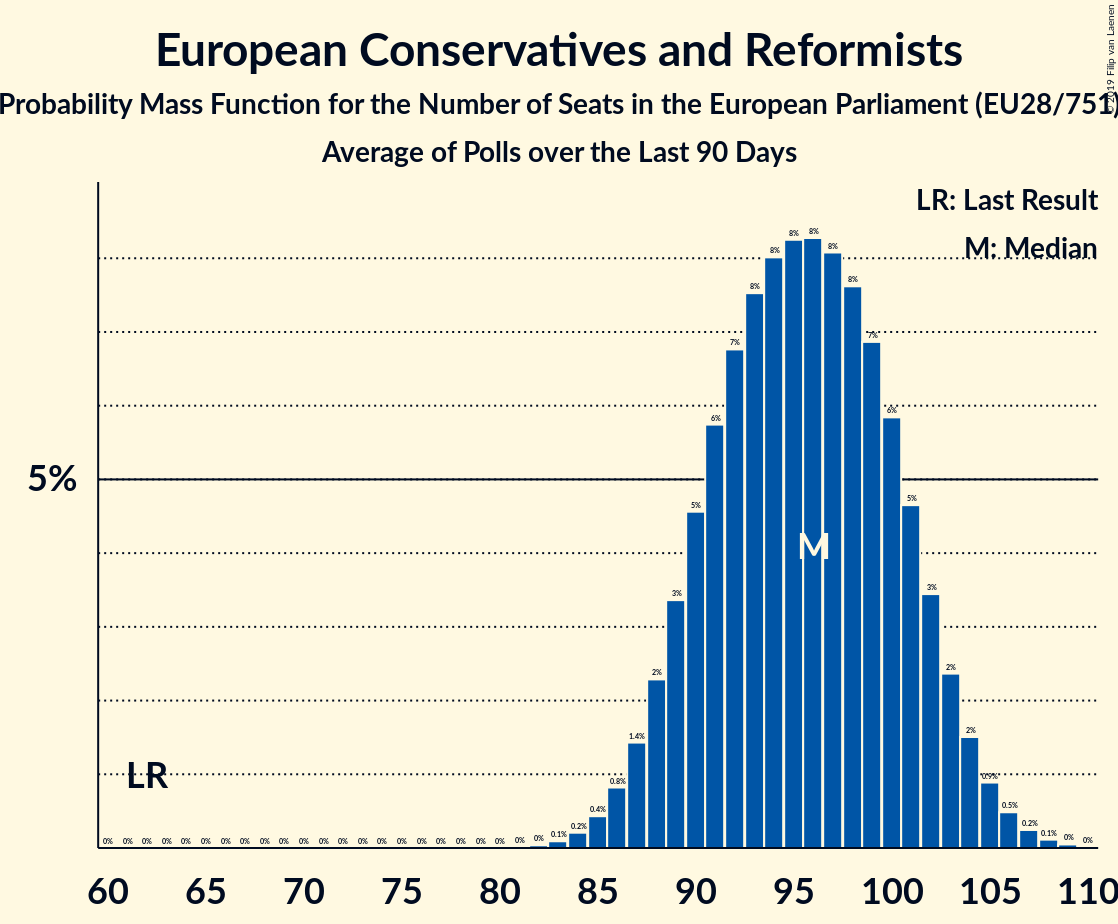 European Conservatives and Reformists
Probability Mass Function for the Number of Seats in the European Parliament (EU28/751)
Average of Polls over the Last 90 Days
© 2019 Filip van Laenen
LR: Last Result
M: Median
5%
LR
M
0% 0% 0% 0% 0% 0% 0% 0% 0% 0% 0% 0% 0% 0% 0% 0% 0% 0% 0% 0% 0% 0% 0% 0.1% 0.2% 0.4% 0.8% 1.4% 2% 3% 5% 6% 7% 8% 8% 8% 8% 8% 8% 7% 6% 5% 3% 2% 2% 0.9% 0.5% 0.2% 0.1% 0% 0%
60 65 70 75 80 85 90 95 100 105 110